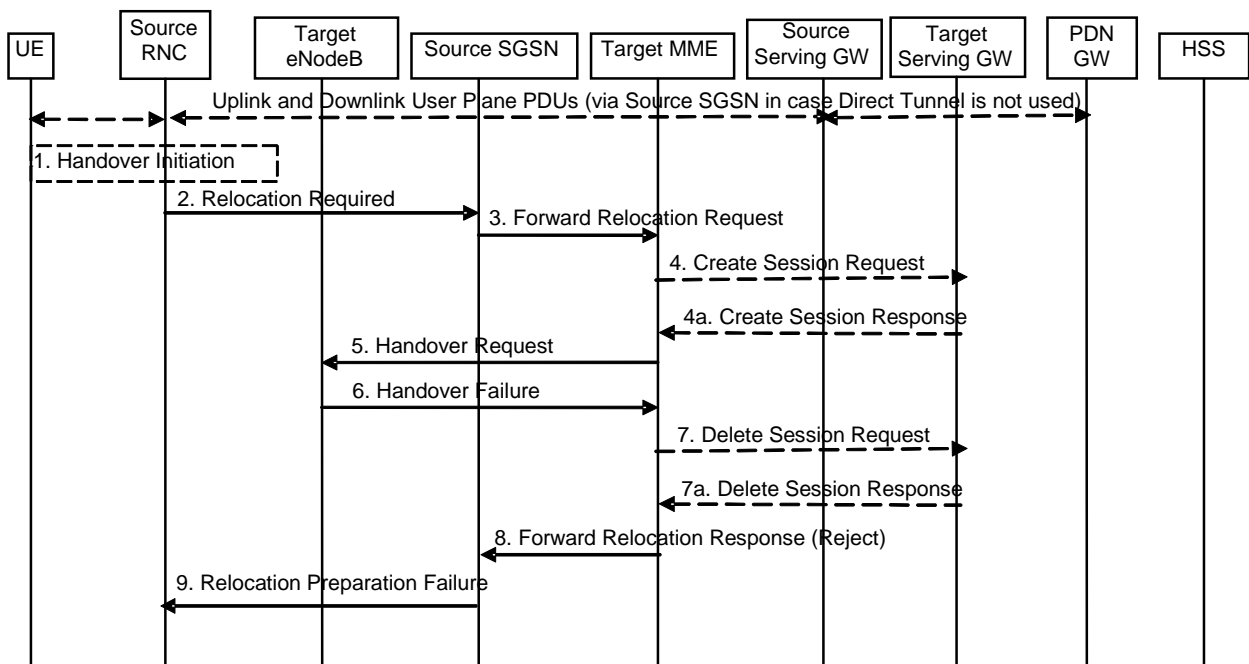 UE
Source
RNC
Target
eNodeB
Source SGSN
Target MME
Source
Serving GW
Target
Serving GW
PDN
GW
HSS
Uplink and Downlink User Plane PDUs (via Source SGSN in case Direct Tunnel is not used)
1. Handover Initiation
2. Relocation Required
3. Forward Relocation Request
4. Create Session Request
4a. Create Session Response
5. Handover Request
6. Handover Failure
7. Delete Session Request
7a. Delete Session Response
8. Forward Relocation Response (Reject)
9. Relocation Preparation Failure